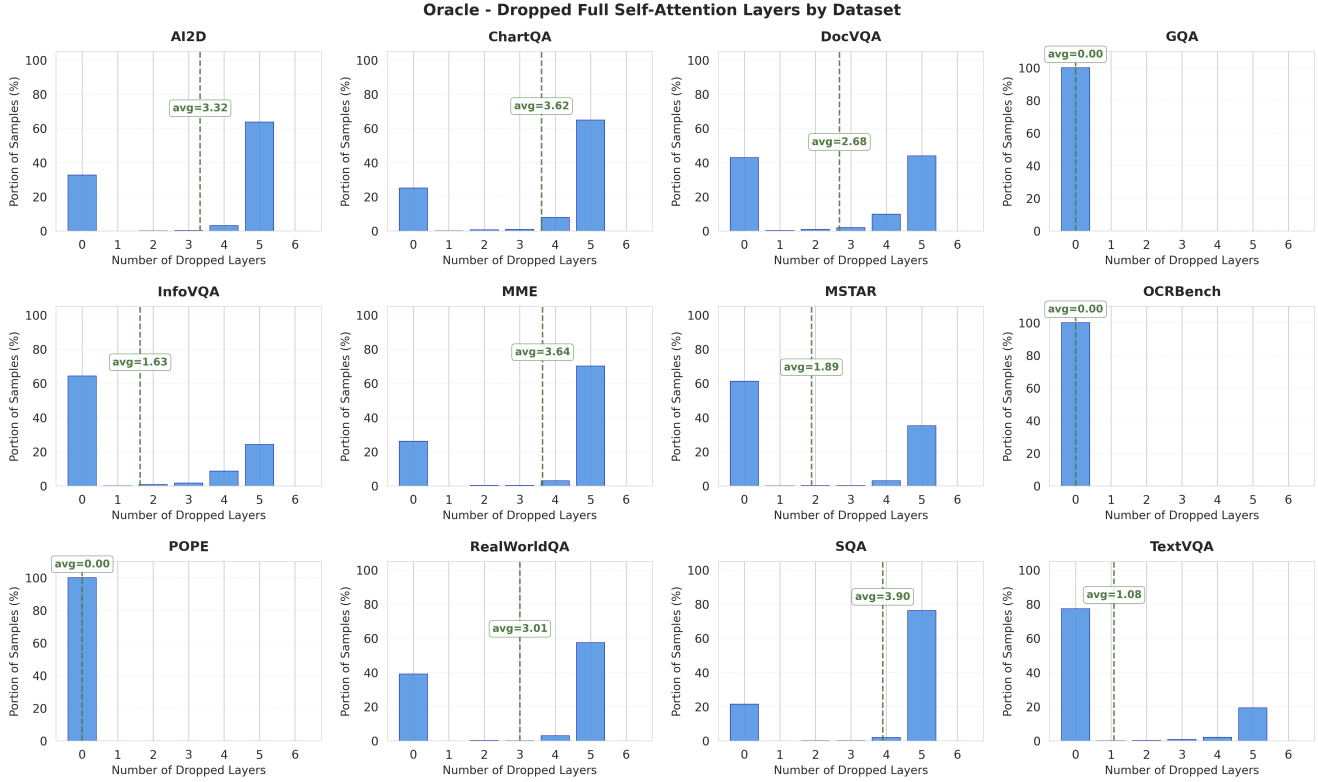 Oracle - Dropped Full Self-Attention Layers by Dataset
AI2D
Portion of Samples (%)
100
80
60
40
20
0
avg=3.32
0 1 2 3 4 5 6
Number of Dropped Layers
ChartQA
Portion of Samples (%)
100
80
60
40
20
0
avg=3.62
0 1 2 3 4 5 6
Number of Dropped Layers
DocVQA
Portion of Samples (%)
100
80
60
40
20
0
avg=2.68
0 1 2 3 4 5 6
Number of Dropped Layers
GQA
Portion of Samples (%)
avg=0.00
100
80
60
40
20
0
0 1 2 3 4 5 6
Number of Dropped Layers
InfoVQA
Portion of Samples (%)
100
80
60
40
20
0
avg=1.63
0 1 2 3 4 5 6
Number of Dropped Layers
MME
Portion of Samples (%)
100
80
60
40
20
0
avg=3.64
0 1 2 3 4 5 6
Number of Dropped Layers
MSTAR
Portion of Samples (%)
100
80
60
40
20
0
avg=1.89
0 1 2 3 4 5 6
Number of Dropped Layers
OCRBench
Portion of Samples (%)
avg=0.00
100
80
60
40
20
0
0 1 2 3 4 5 6
Number of Dropped Layers
POPE
Portion of Samples (%)
avg=0.00
100
80
60
40
20
0
0 1 2 3 4 5 6
Number of Dropped Layers
RealWorldQA
Portion of Samples (%)
100
80
60
40
20
0
avg=3.01
0 1 2 3 4 5 6
Number of Dropped Layers
SQA
Portion of Samples (%)
100
80
60
40
20
0
avg=3.90
0 1 2 3 4 5 6
Number of Dropped Layers
TextVQA
Portion of Samples (%)
100
80
60
40
20
0
avg=1.08
0 1 2 3 4 5 6
Number of Dropped Layers